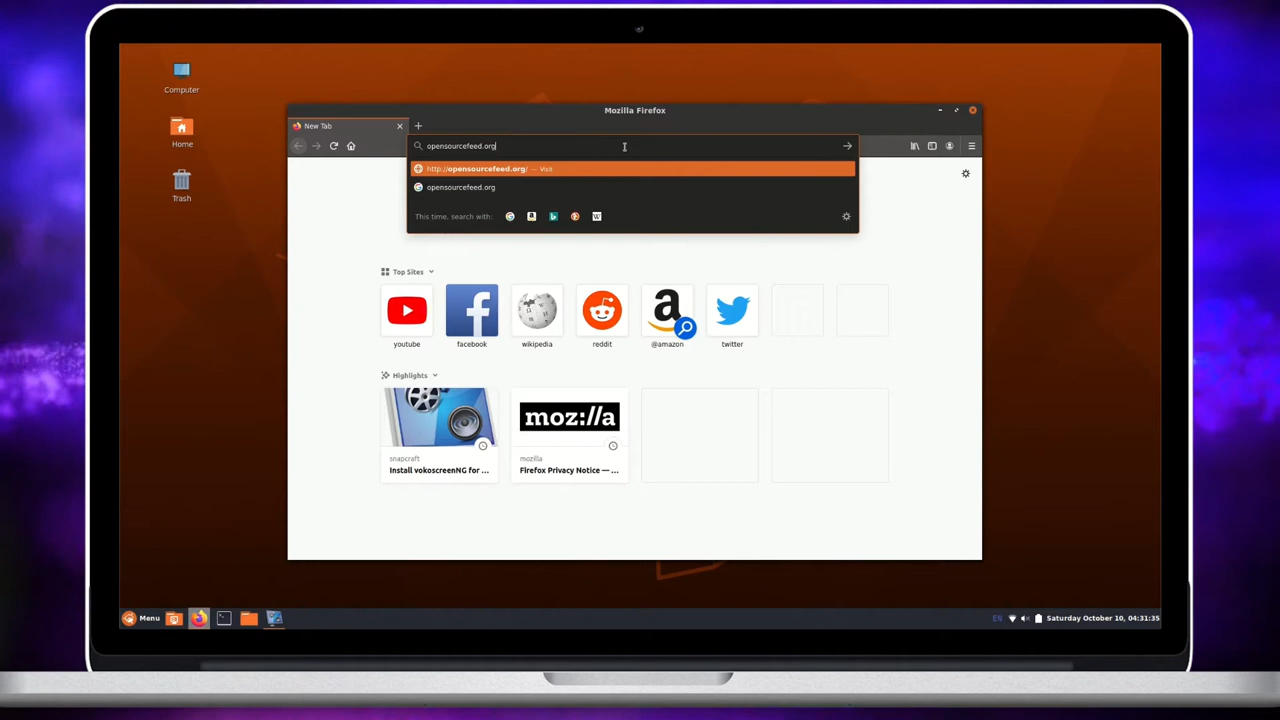 Computer
Home
Trash
Mozilla Firefox
New Tab
opensourcefeed.org
http://opensourcefeed.org/ — Visit
opensourcefeed.org
This time, search with:
Top Sites
youtube
facebook
wikipedia
reddit
@amazon
twitter
Highlights
moz://a
snapcraft
Install vokoscreenNG for ...
mozilla
Firefox Privacy Notice — ...
Menu
EN
Saturday October 10, 04:31:35